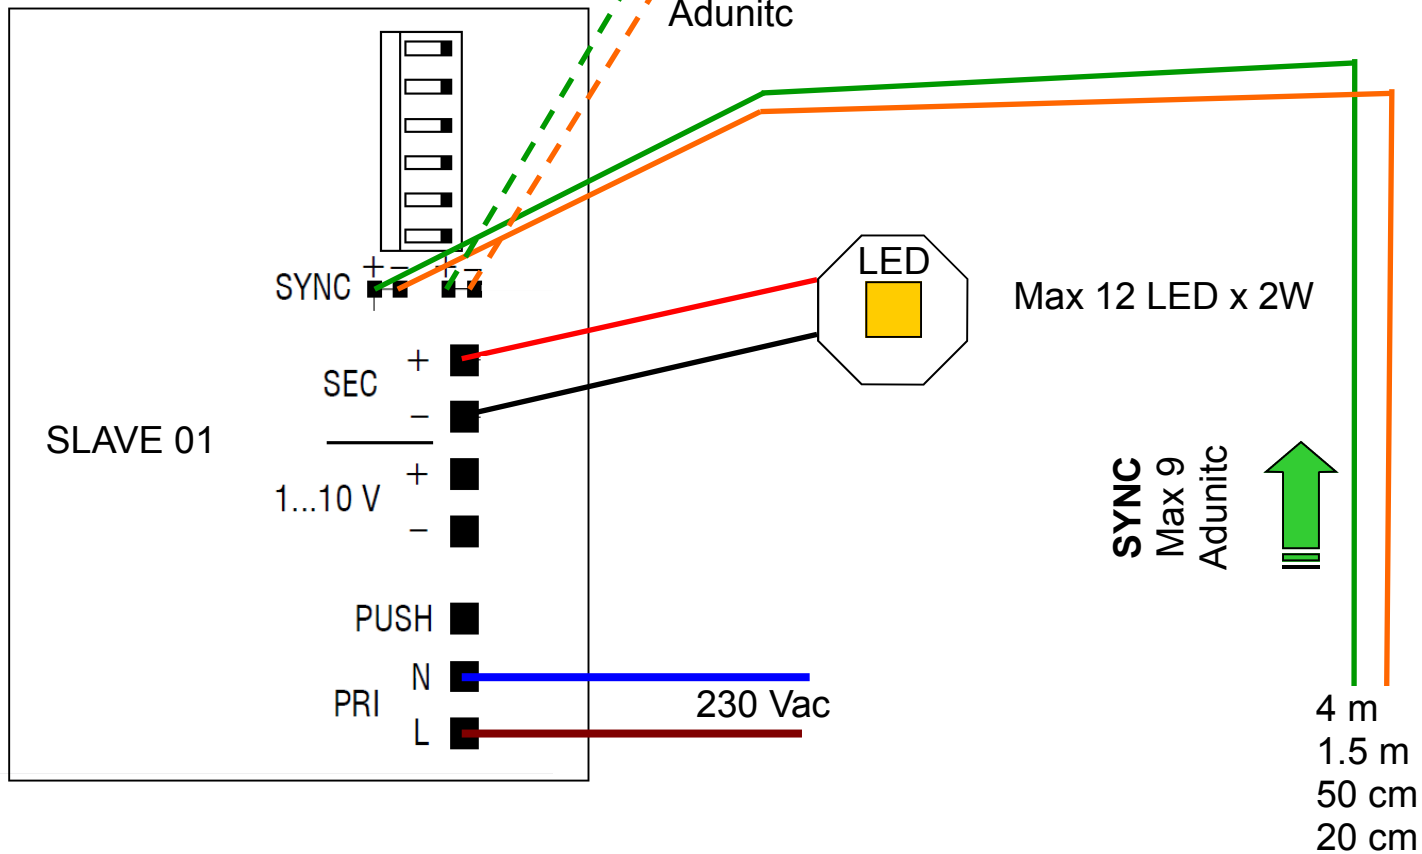 Adunitc
+ - + -
SYNC
LED
Max 12 LED x 2W
+
SEC
-
SLAVE 01
+
1...10 V
-
SYNC
Max 9
Adunitc
PUSH
N
PRI
230 Vac
L
4 m
1.5 m
50 cm
20 cm